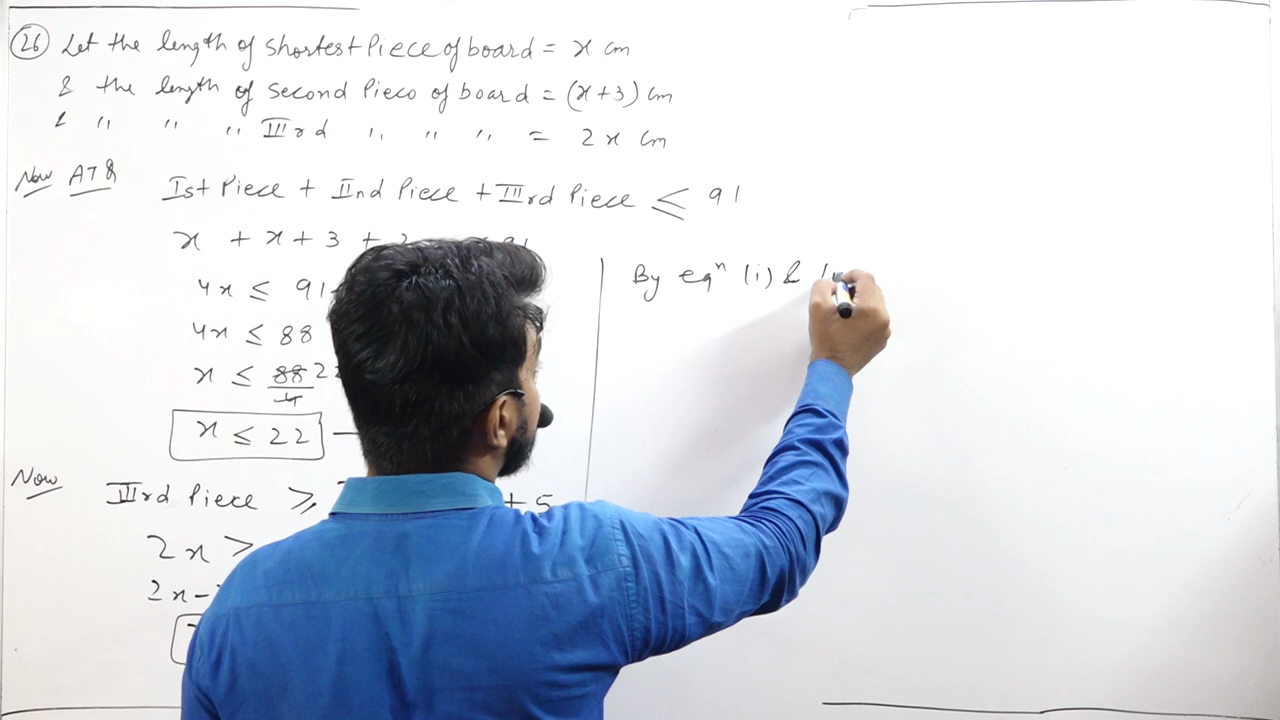 26 Let the length of shortest Piece of board = x cm
& the length of second Piece of board = (x+3) cm
& " " " IIIrd " " " = 2x cm
Now ATQ Ist Piece + IInd Piece + IIIrd Piece ≤ 91
x + x + 3 +
4x ≤ 91
4x ≤ 88
x ≤ 88/4
x ≤ 22
Now IIIrd Piece ≥ + 5
2x ≥
2x -
By eqⁿ (i) &